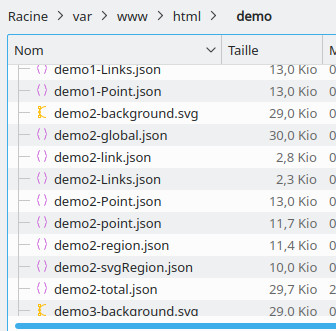 Racine > var > www > html > demo
Nom Taille M
demo1-Links.json 13,0 Kio 0
demo1-Point.json 13,0 Kio 0
demo2-background.svg 29,0 Kio 0
demo2-global.json 30,0 Kio 0
demo2-link.json 2,8 Kio 0
demo2-Links.json 2,3 Kio 0
demo2-Point.json 13,0 Kio 0
demo2-point.json 11,7 Kio 0
demo2-region.json 11,4 Kio 0
demo2-svgRegion.json 10,0 Kio 0
demo2-total.json 29,7 Kio 2
demo3-background.svg 29,0 Kio 0